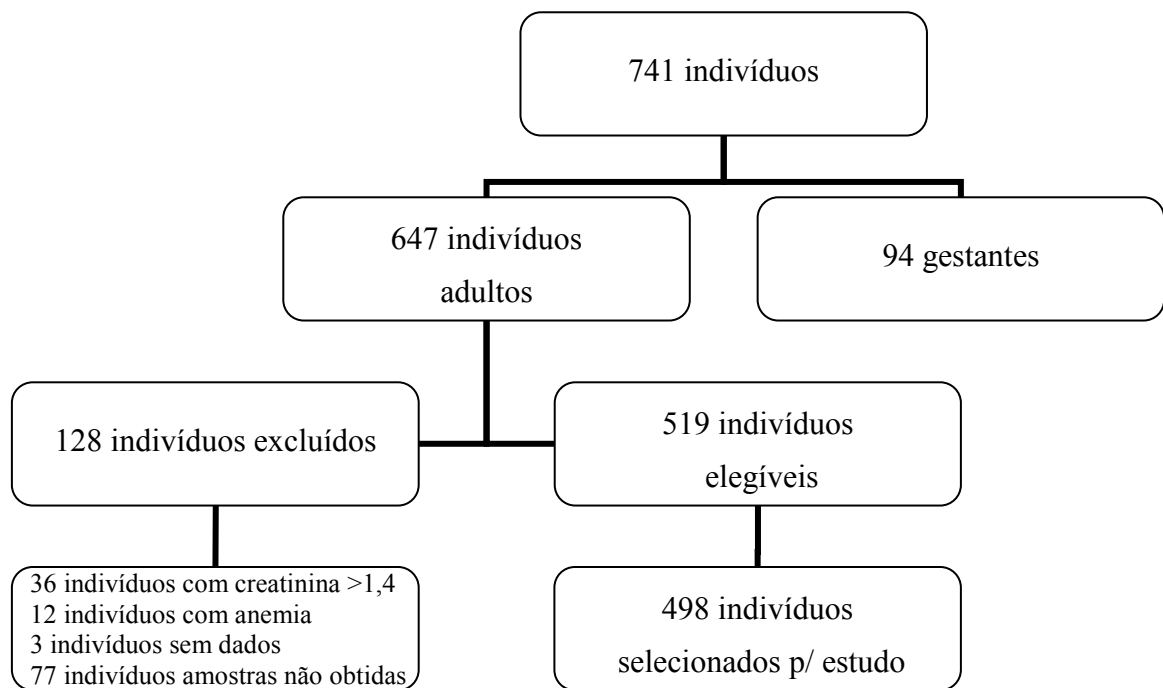 741 indivíduos
647 indivíduos
adultos
94 gestantes
128 indivíduos excluídos
519 indivíduos
elegíveis
36 indivíduos com creatinina >1,4
12 indivíduos com anemia
3 indivíduos sem dados
77 indivíduos amostras não obtidas
498 indivíduos
selecionados p/ estudo